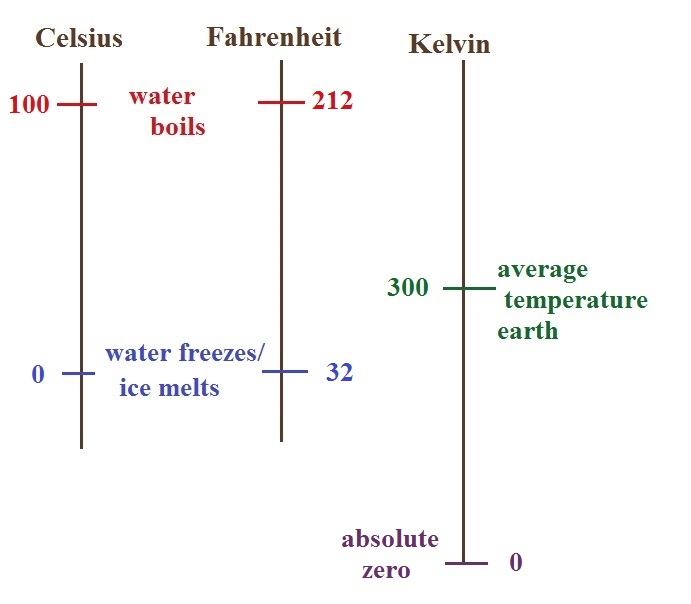 Celsius
Fahrenheit
Kelvin
100
water
boils
212
300
average
temperature
earth
0
water freezes/
ice melts
32
absolute
zero
0